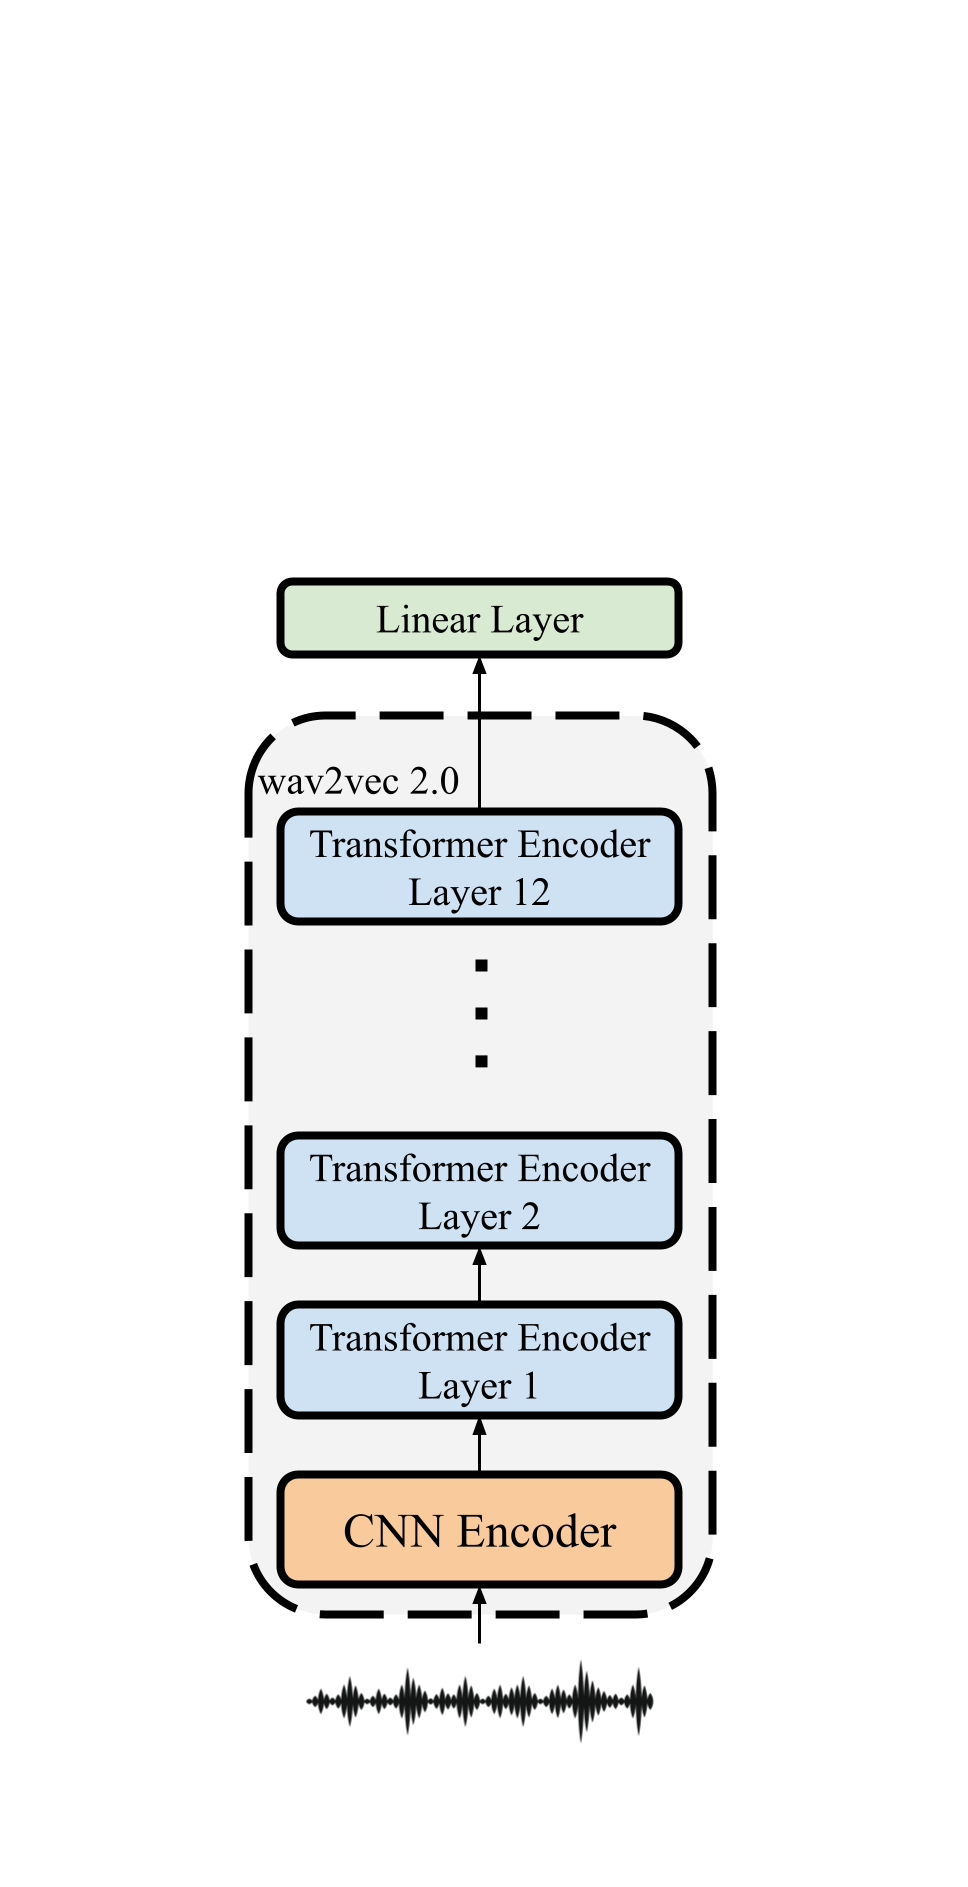 Linear Layer
wav2vec 2.0
Transformer Encoder
Layer 12
Transformer Encoder
Layer 2
Transformer Encoder
Layer 1
CNN Encoder